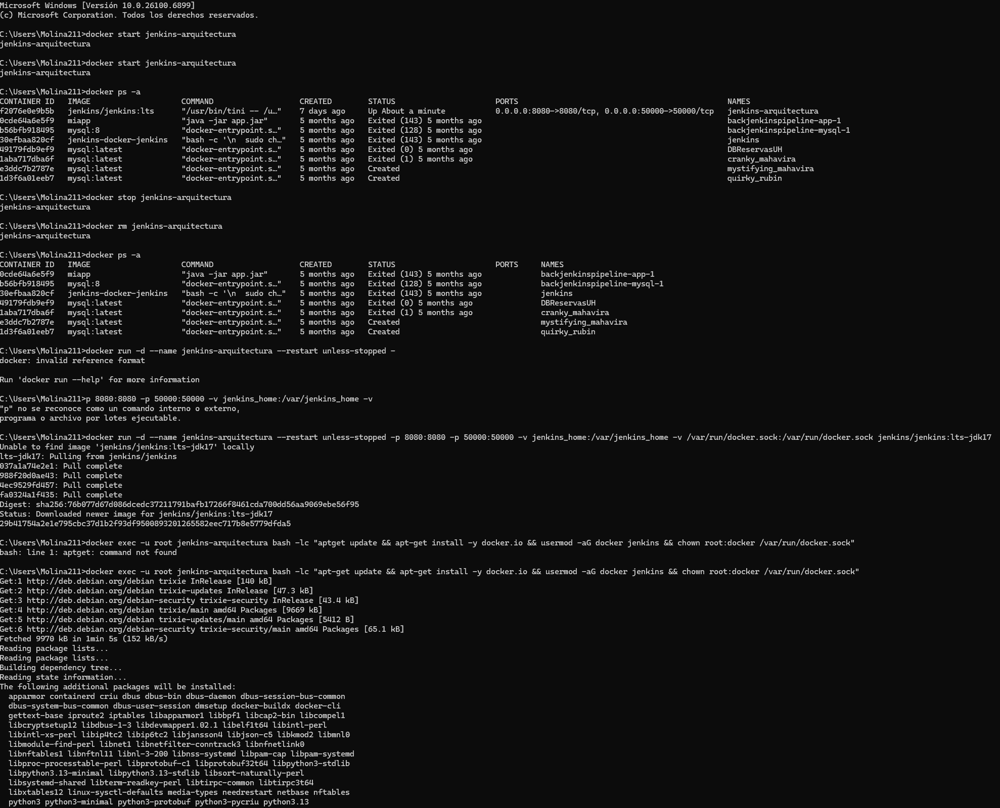 Microsoft Windows [Versión 10.0.26100.6899]
(c) Microsoft Corporation. Todos los derechos reservados.
C:\Users\Molina211>docker start jenkins-arquitectura
jenkins-arquitectura
C:\Users\Molina211>docker start jenkins-arquitectura
jenkins-arquitectura
C:\Users\Molina211>docker ps -a
CONTAINER ID   IMAGE                    COMMAND                   CREATED        STATUS                      PORTS                                              NAMES
f2076e0e9b5b   jenkins/jenkins:lts      "/usr/bin/tini -- /u…"    7 days ago     Up About a minute           0.0.0.0:8080->8080/tcp, 0.0.0.0:50000->50000/tcp   jenkins-arquitectura
0cde64a6e5f9   miapp                    "java -jar app.jar"       5 months ago   Exited (143) 5 months ago                                                      backjenkinspipeline-app-1
b56bfb918495   mysql:8                  "docker-entrypoint.s…"    5 months ago   Exited (128) 5 months ago                                                      backjenkinspipeline-mysql-1
30efbaa820cf   jenkins-docker-jenkins   "bash -c '\n  sudo ch…"   5 months ago   Exited (143) 5 months ago                                                      jenkins
49179fdb9ef9   mysql:latest             "docker-entrypoint.s…"    5 months ago   Exited (0) 5 months ago                                                        DBReservasUH
1aba717dba6f   mysql:latest             "docker-entrypoint.s…"    5 months ago   Exited (1) 5 months ago                                                        cranky_mahavira
e3ddc7b2787e   mysql:latest             "docker-entrypoint.s…"    5 months ago   Created                                                                        mystifying_mahavira
1d3f6a01eeb7   mysql:latest             "docker-entrypoint.s…"    5 months ago   Created                                                                        quirky_rubin
C:\Users\Molina211>docker stop jenkins-arquitectura
jenkins-arquitectura
C:\Users\Molina211>docker rm jenkins-arquitectura
jenkins-arquitectura
C:\Users\Molina211>docker ps -a
CONTAINER ID   IMAGE                    COMMAND                   CREATED        STATUS                      PORTS     NAMES
0cde64a6e5f9   miapp                    "java -jar app.jar"       5 months ago   Exited (143) 5 months ago             backjenkinspipeline-app-1
b56bfb918495   mysql:8                  "docker-entrypoint.s…"    5 months ago   Exited (128) 5 months ago             backjenkinspipeline-mysql-1
30efbaa820cf   jenkins-docker-jenkins   "bash -c '\n  sudo ch…"   5 months ago   Exited (143) 5 months ago             jenkins
49179fdb9ef9   mysql:latest             "docker-entrypoint.s…"    5 months ago   Exited (0) 5 months ago               DBReservasUH
1aba717dba6f   mysql:latest             "docker-entrypoint.s…"    5 months ago   Exited (1) 5 months ago               cranky_mahavira
e3ddc7b2787e   mysql:latest             "docker-entrypoint.s…"    5 months ago   Created                               mystifying_mahavira
1d3f6a01eeb7   mysql:latest             "docker-entrypoint.s…"    5 months ago   Created                               quirky_rubin
C:\Users\Molina211>docker run -d --name jenkins-arquitectura --restart unless-stopped -
docker: invalid reference format
Run 'docker run --help' for more information
C:\Users\Molina211>p 8080:8080 -p 50000:50000 -v jenkins_home:/var/jenkins_home -v
"p" no se reconoce como un comando interno o externo,
programa o archivo por lotes ejecutable.
C:\Users\Molina211>docker run -d --name jenkins-arquitectura --restart unless-stopped -p 8080:8080 -p 50000:50000 -v jenkins_home:/var/jenkins_home -v /var/run/docker.sock:/var/run/docker.sock jenkins/jenkins:lts-jdk17
Unable to find image 'jenkins/jenkins:lts-jdk17' locally
lts-jdk17: Pulling from jenkins/jenkins
037a1a74e2e1: Pull complete
988f20d0ae43: Pull complete
4ec9529fd457: Pull complete
fa0324a1f435: Pull complete
Digest: sha256:76b077d67d086dcedc37211791bafb17266f8461cda700dd56aa9069ebe56f95
Status: Downloaded newer image for jenkins/jenkins:lts-jdk17
29b41754a2e1e795cbc37d1b2f93df9500893201265582eec717b8e5779dfda5
C:\Users\Molina211>docker exec -u root jenkins-arquitectura bash -lc "aptget update && apt-get install -y docker.io && usermod -aG docker jenkins && chown root:docker /var/run/docker.sock"
bash: line 1: aptget: command not found
C:\Users\Molina211>docker exec -u root jenkins-arquitectura bash -lc "apt-get update && apt-get install -y docker.io && usermod -aG docker jenkins && chown root:docker /var/run/docker.sock"
Get:1 http://deb.debian.org/debian trixie InRelease [140 kB]
Get:2 http://deb.debian.org/debian trixie-updates InRelease [47.3 kB]
Get:3 http://deb.debian.org/debian-security trixie-security InRelease [43.4 kB]
Get:4 http://deb.debian.org/debian trixie/main amd64 Packages [9669 kB]
Get:5 http://deb.debian.org/debian trixie-updates/main amd64 Packages [5412 B]
Get:6 http://deb.debian.org/debian-security trixie-security/main amd64 Packages [65.1 kB]
Fetched 9970 kB in 1min 5s (152 kB/s)
Reading package lists...
Reading package lists...
Building dependency tree...
Reading state information...
The following additional packages will be installed:
  apparmor containerd criu dbus dbus-bin dbus-daemon dbus-session-bus-common
  dbus-system-bus-common dbus-user-session dmsetup docker-buildx docker-cli
  gettext-base iproute2 iptables libapparmor1 libbpf1 libcap2-bin libcompel1
  libcryptsetup12 libdbus-1-3 libdevmapper1.02.1 libelf1t64 libintl-perl
  libintl-xs-perl libip4tc2 libip6tc2 libjansson4 libjson-c5 libkmod2 libmnl0
  libmodule-find-perl libnet1 libnetfilter-conntrack3 libnfnetlink0
  libnftables1 libnftnl11 libnl-3-200 libnss-systemd libpam-cap libpam-systemd
  libproc-processtable-perl libprotobuf-c1 libprotobuf32t64 libpython3-stdlib
  libpython3.13-minimal libpython3.13-stdlib libsort-naturally-perl
  libsystemd-shared libterm-readkey-perl libtirpc-common libtirpc3t64
  libxtables12 linux-sysctl-defaults media-types needrestart netbase nftables
  python3 python3-minimal python3-protobuf python3-pycriu python3.13